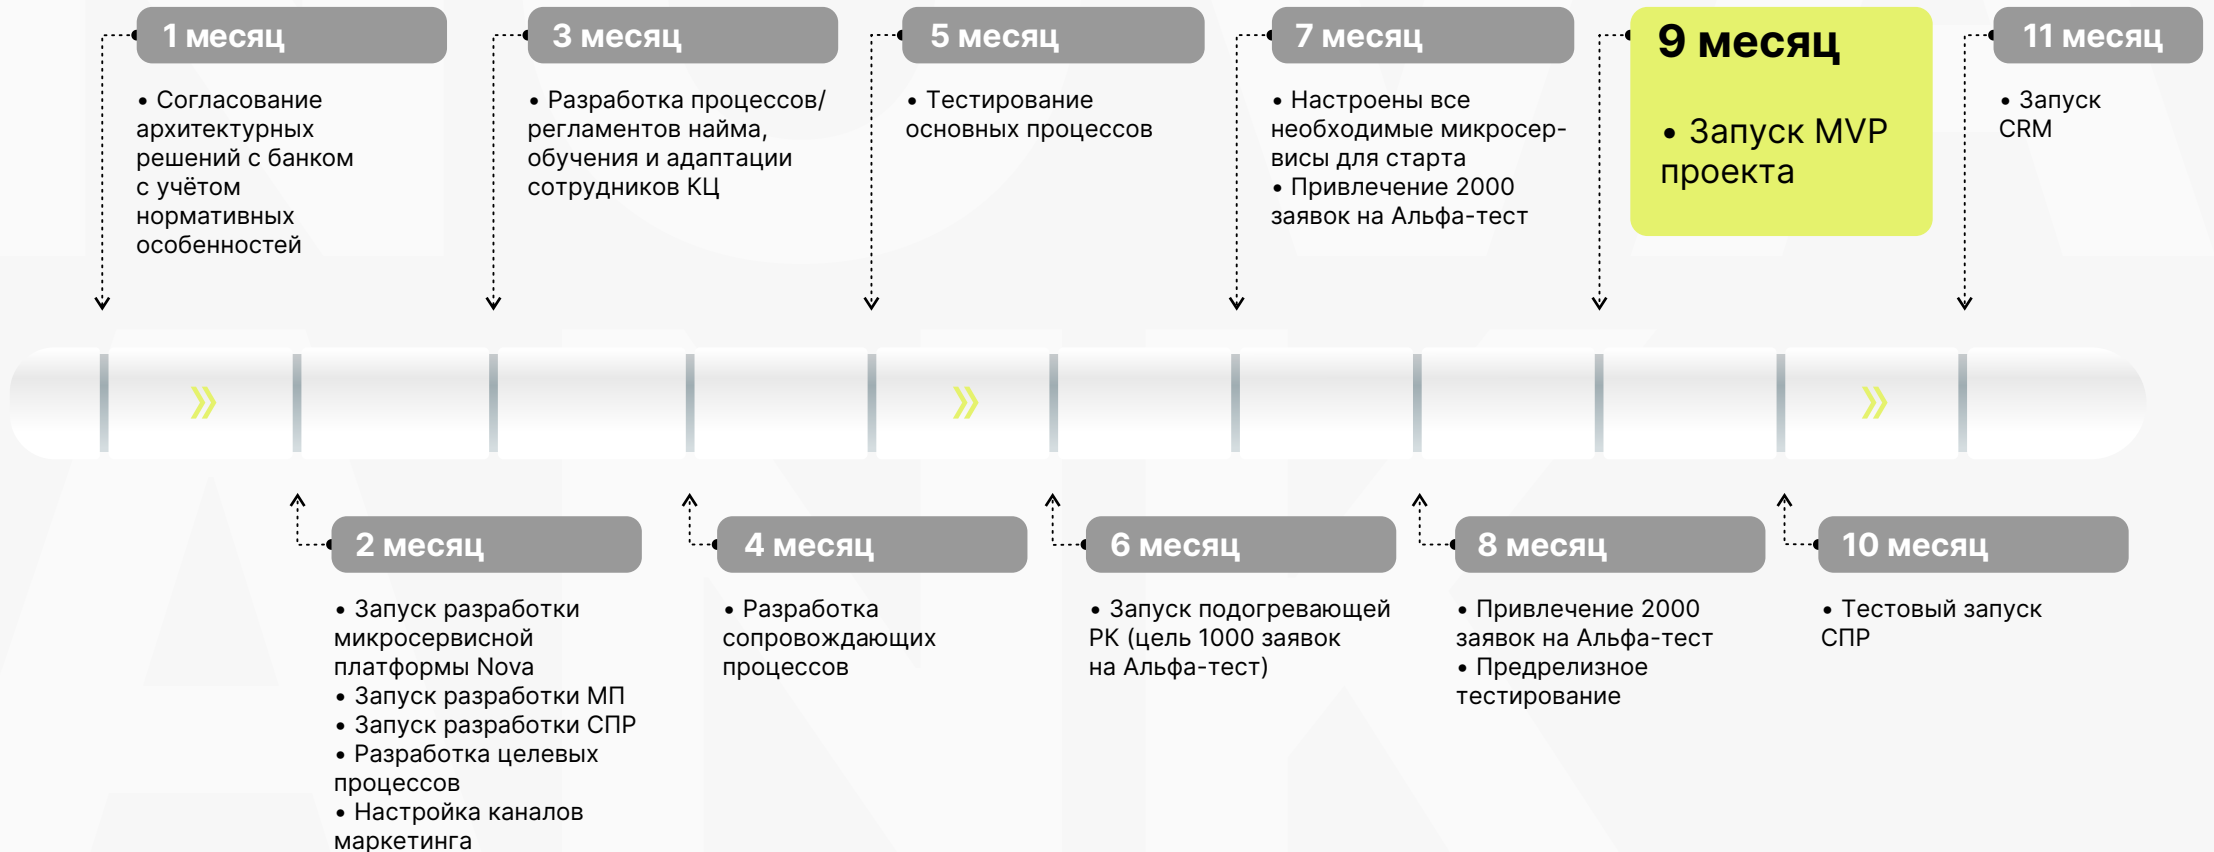 1 месяц
• Согласование
архитектурных
решений с банком
с учётом
нормативных
особенностей
3 месяц
• Разработка процессов/
регламентов найма,
обучения и адаптации
сотрудников КЦ
5 месяц
• Тестирование
основных процессов
7 месяц
• Настроены все
необходимые микросер-
висы для старта
• Привлечение 2000
заявок на Альфа-тест
9 месяц
• Запуск MVP
проекта
11 месяц
• Запуск
CRM
2 месяц
• Запуск разработки
микросервисной
платформы Nova
• Запуск разработки МП
• Запуск разработки СПР
• Разработка целевых
процессов
• Настройка каналов
маркетинга
4 месяц
• Разработка
сопровождающих
процессов
6 месяц
• Запуск подогревающей
РК (цель 1000 заявок
на Альфа-тест)
8 месяц
• Привлечение 2000
заявок на Альфа-тест
• Предрелизное
тестирование
10 месяц
• Тестовый запуск
СПР